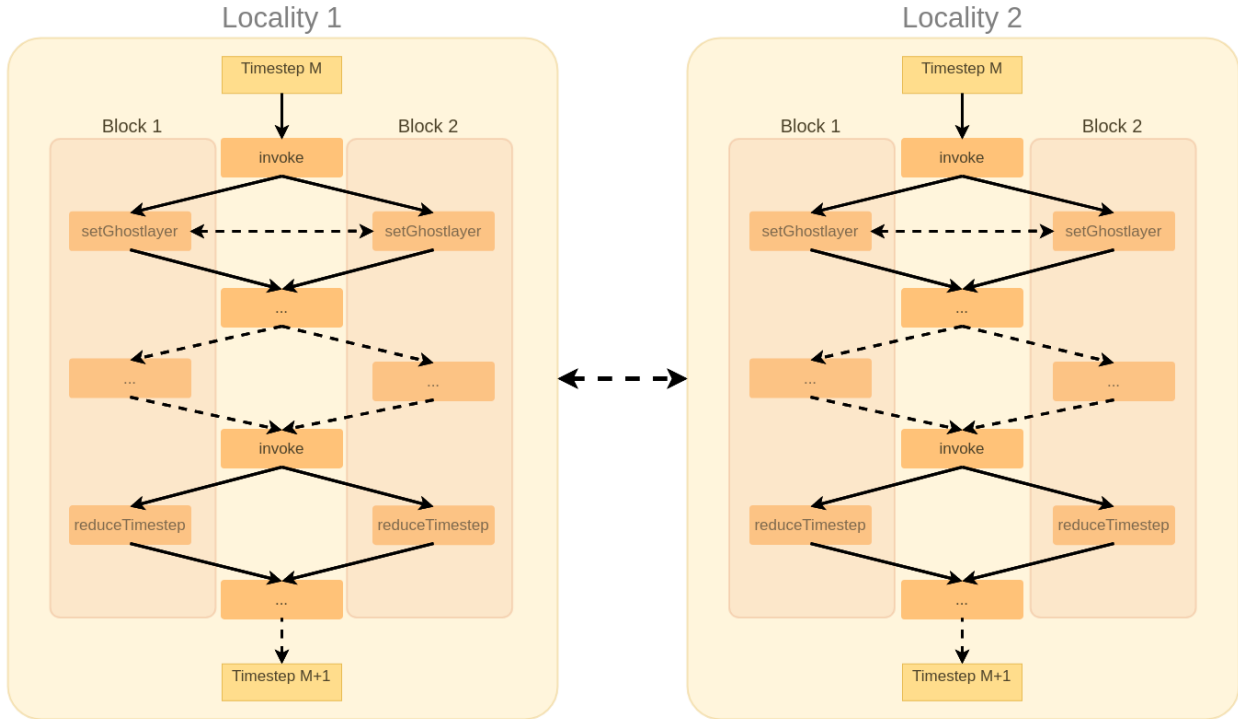 Locality 1
Timestep M
Block 1
Block 2
invoke
setGhostlayer
setGhostlayer
...
...
...
invoke
reduceTimestep
reduceTimestep
...
Timestep M+1
Locality 2
Timestep M
Block 1
Block 2
invoke
setGhostlayer
setGhostlayer
...
...
...
invoke
reduceTimestep
reduceTimestep
...
Timestep M+1